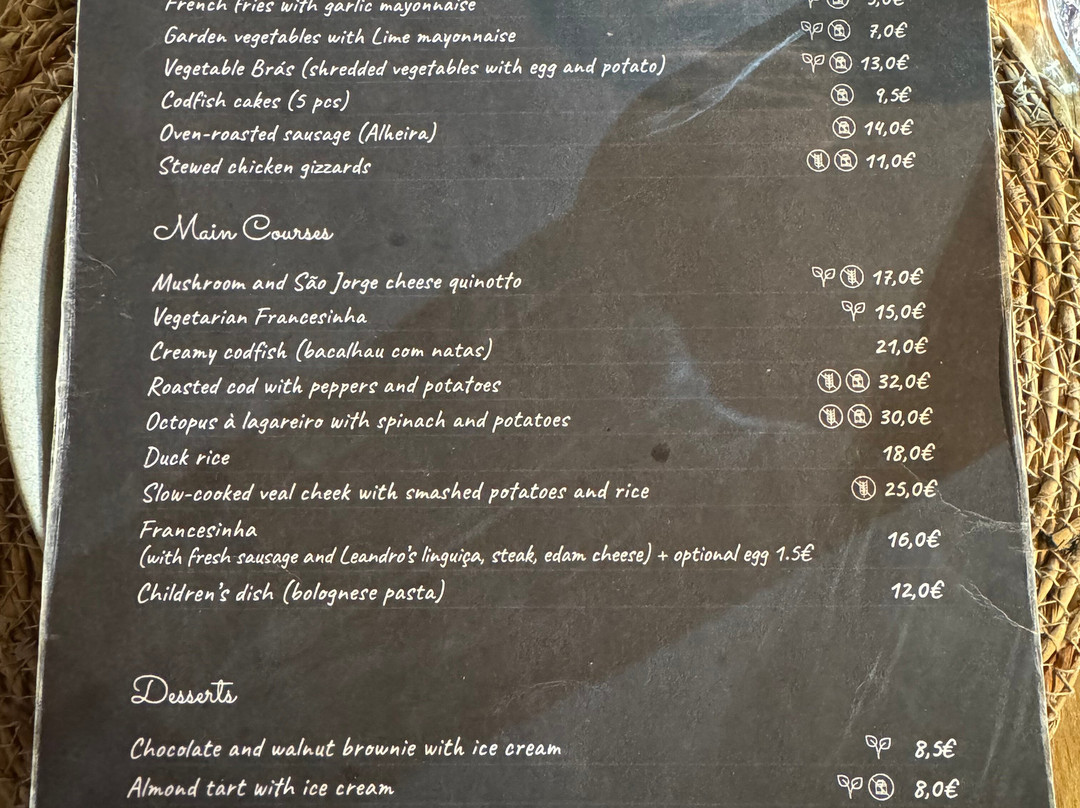 French fries with garlic mayonnaise
Garden vegetables with Lime mayonnaise 7,0€
Vegetable Brás (shredded vegetables with egg and potato) 13,0€
Codfish cakes (5 pcs) 9,5€
Oven-roasted sausage (Alheira) 14,0€
Stewed chicken gizzards 11,0€
Main Courses
Mushroom and São Jorge cheese quinotto 17,0€
Vegetarian Francesinha 15,0€
Creamy codfish (bacalhau com natas) 21,0€
Roasted cod with peppers and potatoes 32,0€
Octopus à lagareiro with spinach and potatoes 30,0€
Duck rice 18,0€
Slow-cooked veal cheek with smashed potatoes and rice 25,0€
Francesinha 16,0€
(with fresh sausage and Leandro's linguiça, steak, edam cheese) + optional egg 1.5€
Children's dish (bolognese pasta) 12,0€
Desserts
Chocolate and walnut brownie with ice cream 8,5€
Almond tart with ice cream 8,0€